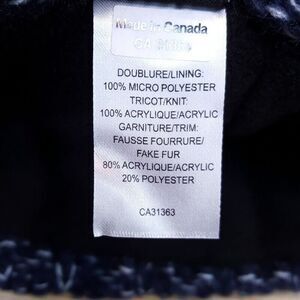 Made in Canada
DOUBLURE/LINING:
100% MICRO POLYESTER
TRICOT/KNIT:
100% ACRYLIQUE/ACRYLIC
GARNITURE/TRIM:
FAUSSE FOURRURE/
FAKE FUR
80% ACRYLIQUE/ACRYLIC
20% POLYESTER
CA31363